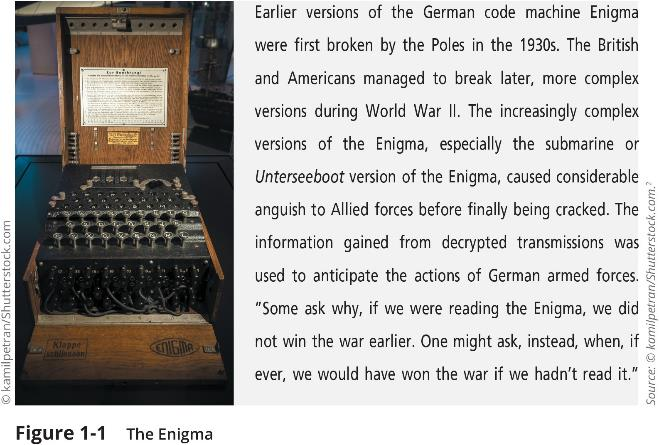 Earlier versions of the German code machine Enigma
were first broken by the Poles in the 1930s. The British
and Americans managed to break later, more complex
versions during World War II. The increasingly complex
versions of the Enigma, especially the submarine or
Unterseeboot version of the Enigma, caused considerable
anguish to Allied forces before finally being cracked. The
information gained from decrypted transmissions was
used to anticipate the actions of German armed forces.
"Some ask why, if we were reading the Enigma, we did
not win the war earlier. One might ask, instead, when, if
ever, we would have won the war if we hadn't read it."
© kamilpetran/Shutterstock.com
Source: © kamilpetran/Shutterstock.com.²
Klappe
schliessen
ENIGMA
Figure 1-1 The Enigma